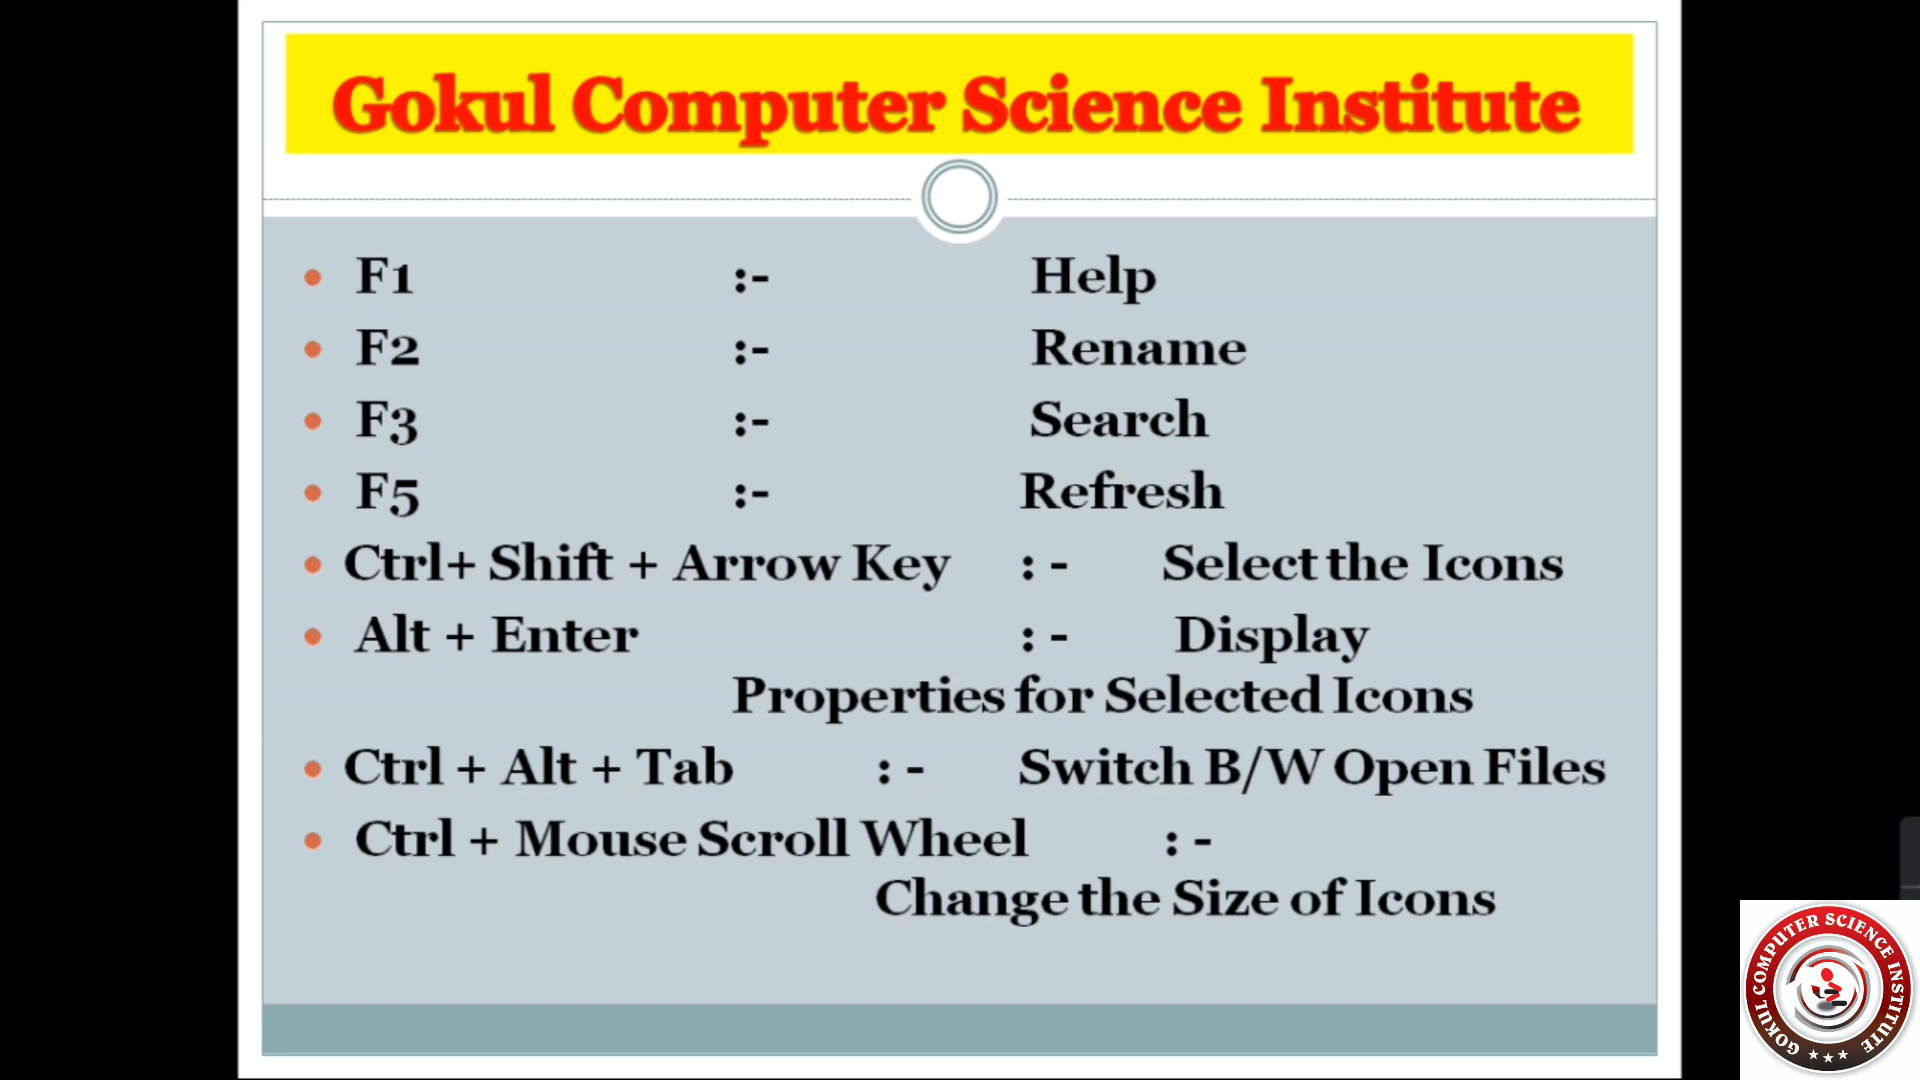 Gokul Computer Science Institute
F1 :- Help
F2 :- Rename
F3 :- Search
F5 :- Refresh
Ctrl+ Shift + Arrow Key : - Select the Icons
Alt + Enter : - Display
Properties for Selected Icons
Ctrl + Alt + Tab : - Switch B/W Open Files
Ctrl + Mouse Scroll Wheel : -
Change the Size of Icons
GOKUL COMPUTER SCIENCE INSTITUTE